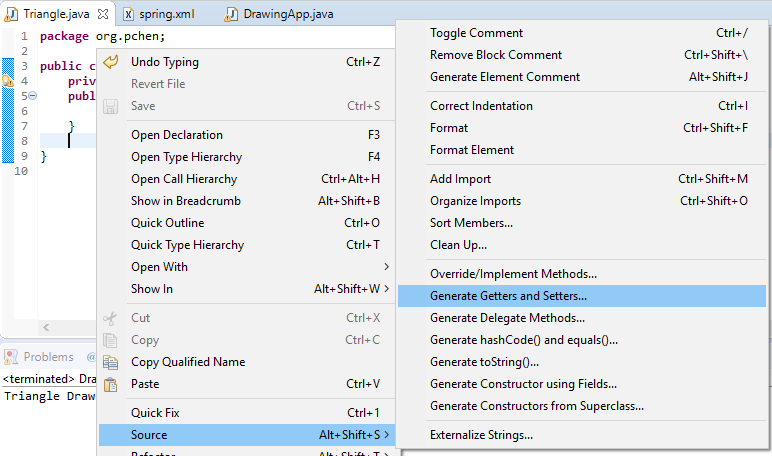 Triangle.java
spring.xml
DrawingApp.java
1 package org.pchen;
2
3 public c
4 priv
5 publ
6
7 }
8
9 }
10
Undo Typing Ctrl+Z
Revert File
Save Ctrl+S
Open Declaration F3
Open Type Hierarchy F4
Open Call Hierarchy Ctrl+Alt+H
Show in Breadcrumb Alt+Shift+B
Quick Outline Ctrl+O
Quick Type Hierarchy Ctrl+T
Open With
Show In Alt+Shift+W
Cut Ctrl+X
Copy Ctrl+C
Copy Qualified Name
Paste Ctrl+V
Quick Fix Ctrl+1
Source Alt+Shift+S
Refactor Alt+Shift+T
Toggle Comment Ctrl+/
Remove Block Comment Ctrl+Shift+\
Generate Element Comment Alt+Shift+J
Correct Indentation Ctrl+I
Format Ctrl+Shift+F
Format Element
Add Import Ctrl+Shift+M
Organize Imports Ctrl+Shift+O
Sort Members...
Clean Up...
Override/Implement Methods...
Generate Getters and Setters...
Generate Delegate Methods...
Generate hashCode() and equals()...
Generate toString()...
Generate Constructor using Fields...
Generate Constructors from Superclass...
Externalize Strings...
Problems @
<terminated> Dra
Triangle Draw